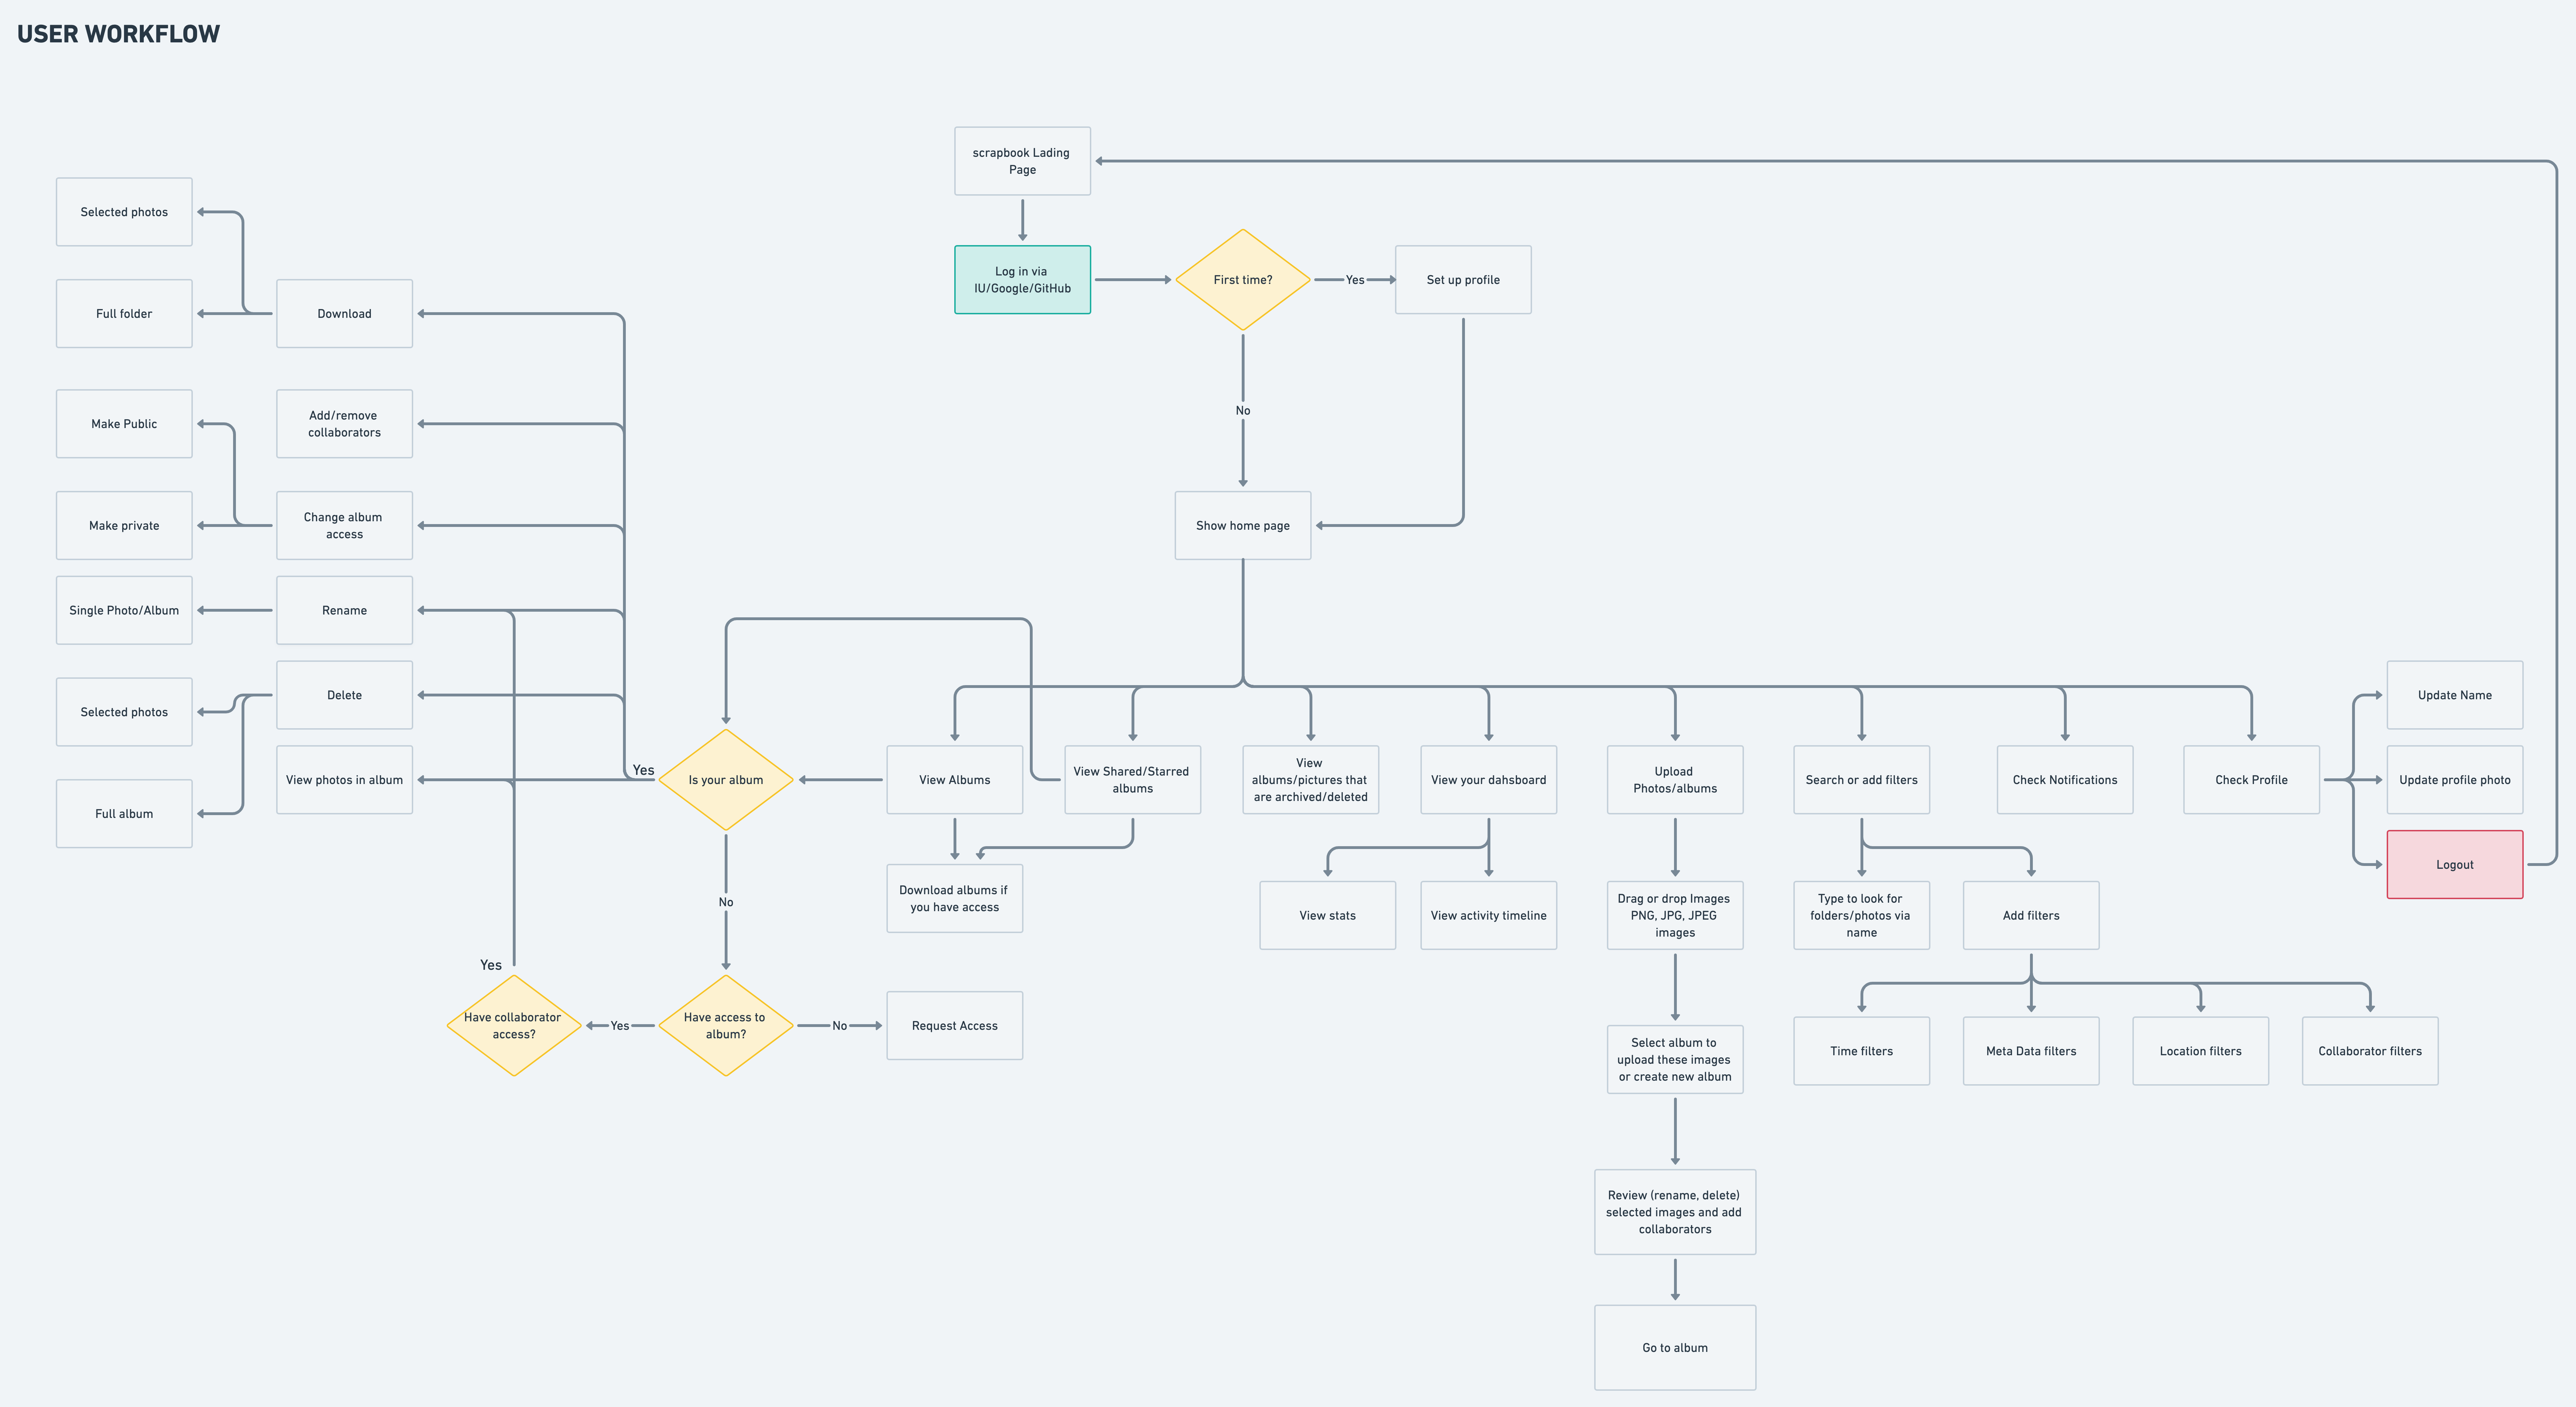 USER WORKFLOW
scrapbook Lading
Page
Log in via
IU/Google/GitHub
First time?
Yes
Set up profile
No
Show home page
Selected photos
Full folder
Download
Make Public
Add/remove
collaborators
Make private
Change album
access
Single Photo/Album
Rename
Selected photos
Delete
Full album
View photos in album
Yes
Is your album
View Albums
View Shared/Starred
albums
View
albums/pictures that
are archived/deleted
View your dahsboard
Upload
Photos/albums
Search or add filters
Check Notifications
Check Profile
Update Name
Update profile photo
Logout
No
Download albums if
you have access
View stats
View activity timeline
Drag or drop Images
PNG, JPG, JPEG
images
Type to look for
folders/photos via
name
Add filters
Yes
Have collaborator
access?
Yes
Have access to
album?
No
Request Access
Select album to
upload these images
or create new album
Time filters
Meta Data filters
Location filters
Collaborator filters
Review (rename, delete)
selected images and add
collaborators
Go to album